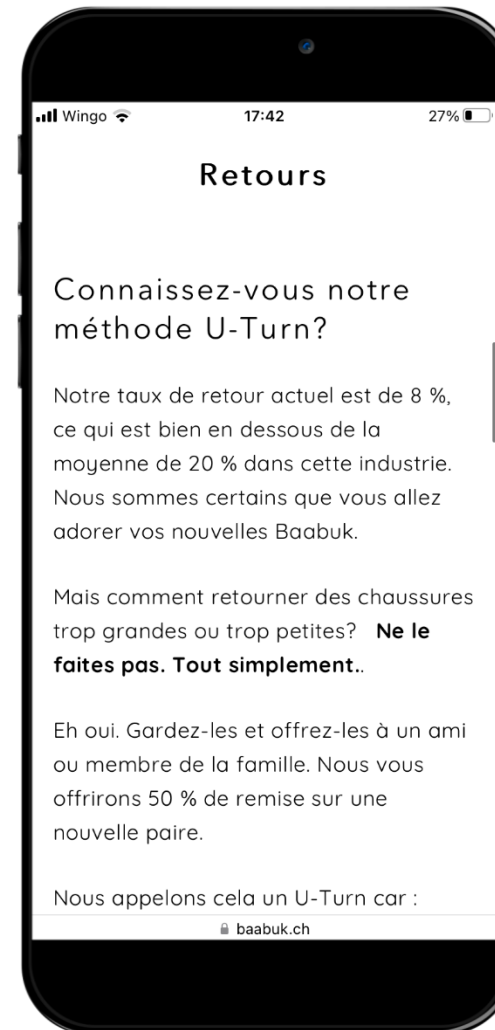 Wingo 17:42 27%
Retours
Connaissez-vous notre
méthode U-Turn?
Notre taux de retour actuel est de 8 %,
ce qui est bien en dessous de la
moyenne de 20 % dans cette industrie.
Nous sommes certains que vous allez
adorer vos nouvelles Baabuk.
Mais comment retourner des chaussures
trop grandes ou trop petites? Ne le
faites pas. Tout simplement..
Eh oui. Gardez-les et offrez-les à un ami
ou membre de la famille. Nous vous
offrirons 50 % de remise sur une
nouvelle paire.
Nous appelons cela un U-Turn car :
baabuk.ch